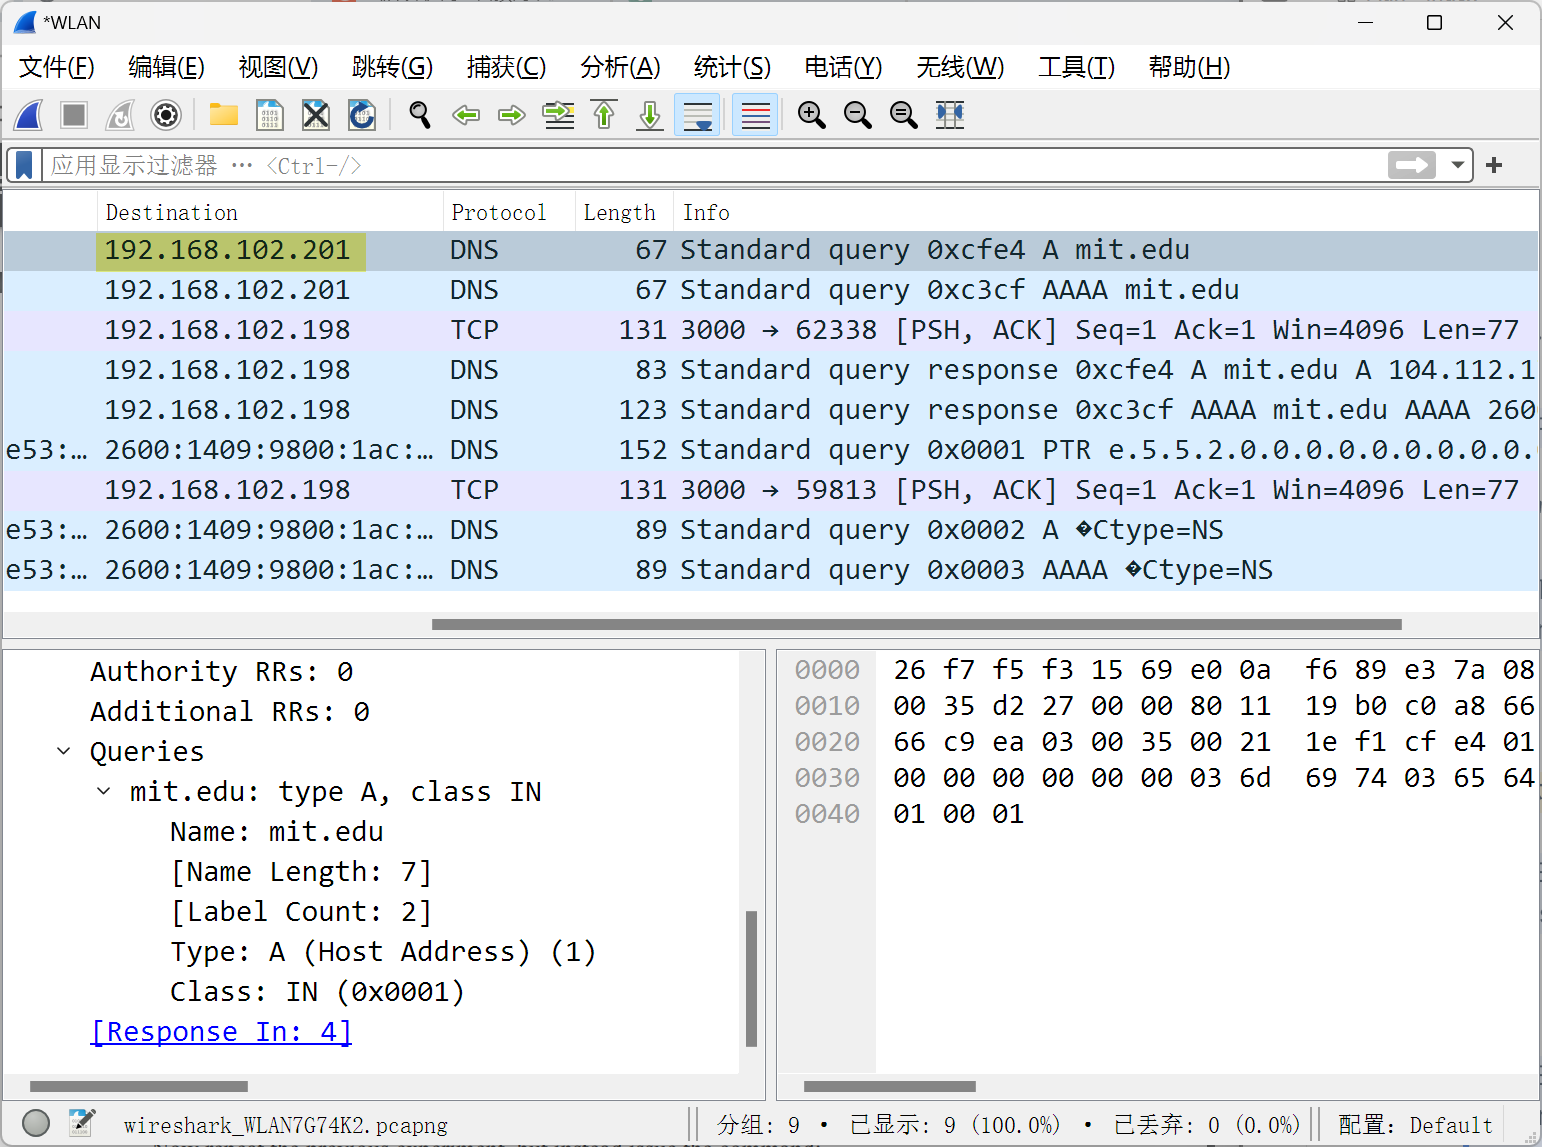 *WLAN
文件(F) 编辑(E) 视图(V) 跳转(G) 捕获(C) 分析(A) 统计(S) 电话(Y) 无线(W) 工具(T) 帮助(H)
应用显示过滤器 … <Ctrl-/>
Destination Protocol Length Info
192.168.102.201 DNS 67 Standard query 0xcfe4 A mit.edu
192.168.102.201 DNS 67 Standard query 0xc3cf AAAA mit.edu
192.168.102.198 TCP 131 3000 → 62338 [PSH, ACK] Seq=1 Ack=1 Win=4096 Len=77
192.168.102.198 DNS 83 Standard query response 0xcfe4 A mit.edu A 104.112.1
192.168.102.198 DNS 123 Standard query response 0xc3cf AAAA mit.edu AAAA 260
e53:… 2600:1409:9800:1ac:… DNS 152 Standard query 0x0001 PTR e.5.5.2.0.0.0.0.0.0.0.0.0.
192.168.102.198 TCP 131 3000 → 59813 [PSH, ACK] Seq=1 Ack=1 Win=4096 Len=77
e53:… 2600:1409:9800:1ac:… DNS 89 Standard query 0x0002 A �Ctype=NS
e53:… 2600:1409:9800:1ac:… DNS 89 Standard query 0x0003 AAAA �Ctype=NS
Authority RRs: 0
Additional RRs: 0
Queries
mit.edu: type A, class IN
Name: mit.edu
[Name Length: 7]
[Label Count: 2]
Type: A (Host Address) (1)
Class: IN (0x0001)
[Response In: 4]
0000 26 f7 f5 f3 15 69 e0 0a f6 89 e3 7a 08
0010 00 35 d2 27 00 00 80 11 19 b0 c0 a8 66
0020 66 c9 ea 03 00 35 00 21 1e f1 cf e4 01
0030 00 00 00 00 00 00 03 6d 69 74 03 65 64
0040 01 00 01
wireshark_WLAN7G74K2.pcapng 分组: 9 · 已显示: 9 (100.0%) · 已丢弃: 0 (0.0%) 配置: Default